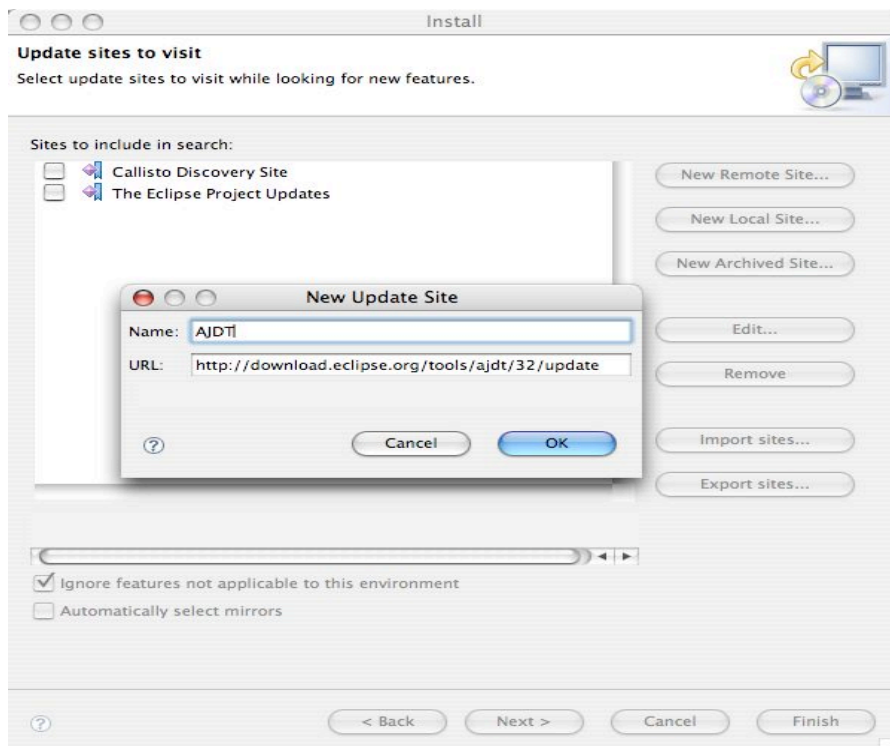 Install
Update sites to visit
Select update sites to visit while looking for new features.
Sites to include in search:
Callisto Discovery Site
The Eclipse Project Updates
New Remote Site...
New Local Site...
New Archived Site...
Edit...
Remove
Import sites...
Export sites...
New Update Site
Name: AJDT
URL: http://download.eclipse.org/tools/ajdt/32/update
? Cancel OK
Ignore features not applicable to this environment
Automatically select mirrors
? < Back Next > Cancel Finish